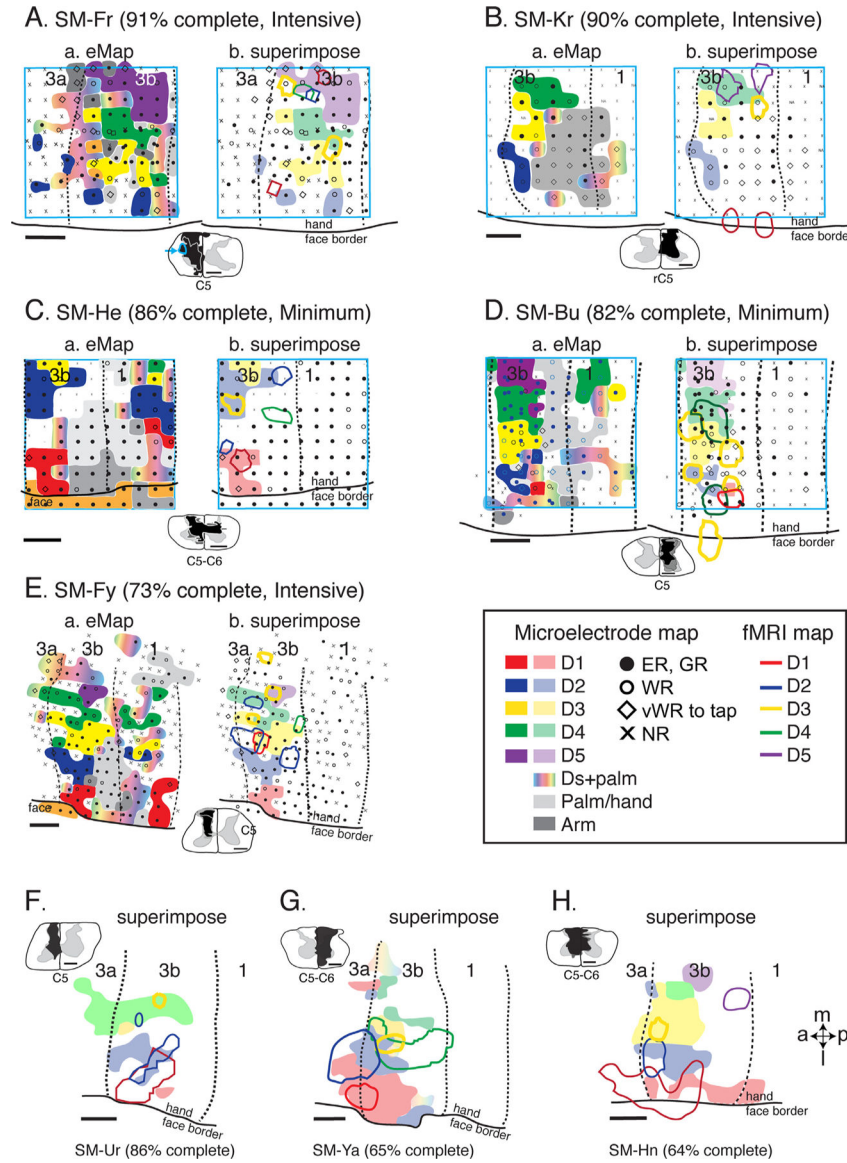 A. SM-Fr (91% complete, Intensive)
a. eMap
b. superimpose
3a
3b
3a
3b
hand
face border
C5
B. SM-Kr (90% complete, Intensive)
a. eMap
b. superimpose
3b
1
3b
1
hand
face border
rC5
C. SM-He (86% complete, Minimum)
a. eMap
b. superimpose
3b
1
3b
1
face
hand
face border
C5-C6
D. SM-Bu (82% complete, Minimum)
a. eMap
b. superimpose
3b
1
3b
1
hand
face border
C5
E. SM-Fy (73% complete, Intensive)
a. eMap
b. superimpose
3a
3b
1
3a
3b
1
face
C5
hand
face border
Microelectrode map
fMRI map
D1
ER, GR
D1
D2
WR
D2
D3
vWR to tap
D3
D4
NR
D4
D5
D5
Ds+palm
Palm/hand
Arm
F.
superimpose
C5
3a
3b
1
hand
face border
SM-Ur (86% complete)
G.
superimpose
C5-C6
3a
3b
1
hand
face border
SM-Ya (65% complete)
H.
superimpose
C5-C6
3a
3b
1
hand
face border
SM-Hn (64% complete)
m
a
p
l